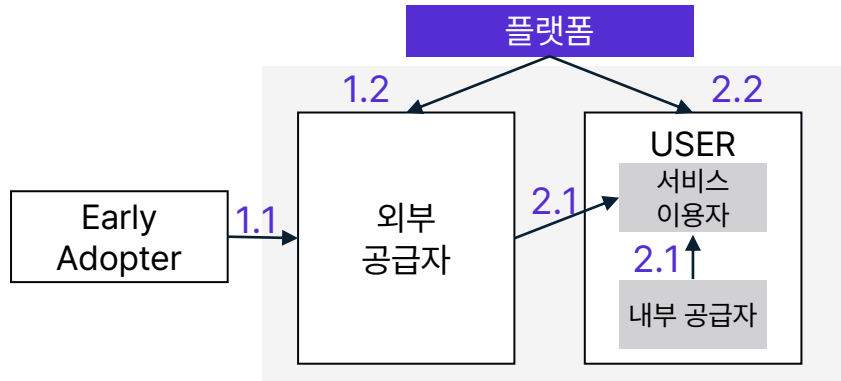 플랫폼
1.2
2.2
USER
서비스
이용자
Early
Adopter
1.1
외부
공급자
2.1
2.1
내부 공급자